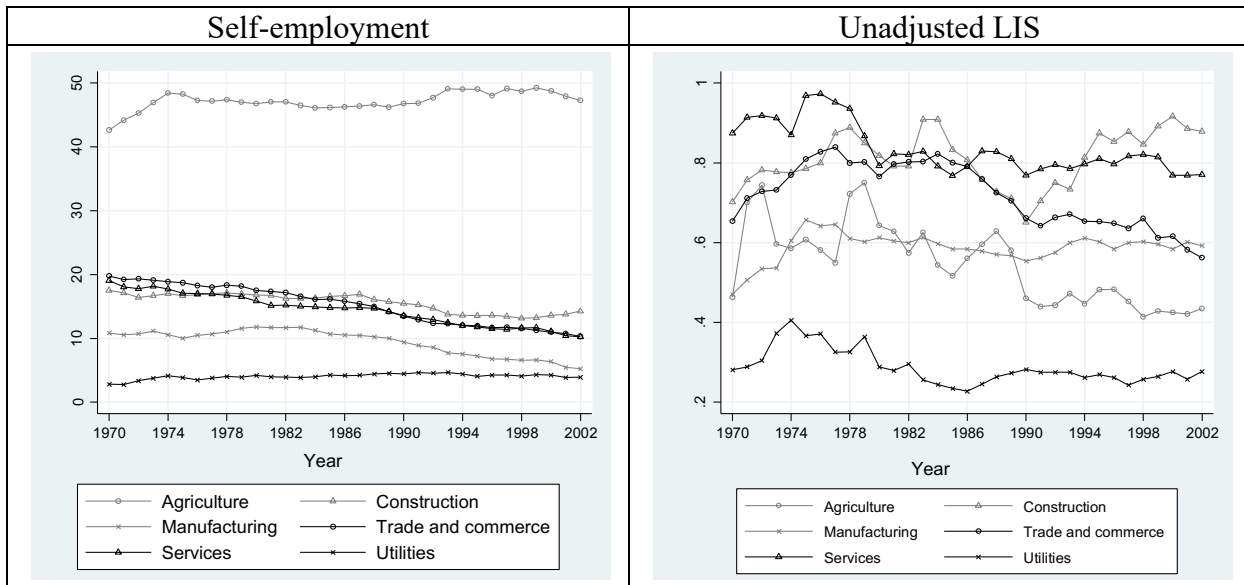 Self-employment
50
40
30
20
10
0
1970 1974 1978 1982 1986 1990 1994 1998 2002
Year
Agriculture Construction
Manufacturing Trade and commerce
Services Utilities
Unadjusted LIS
1
.8
.6
.4
.2
1970 1974 1978 1982 1986 1990 1994 1998 2002
Year
Agriculture Construction
Manufacturing Trade and commerce
Services Utilities